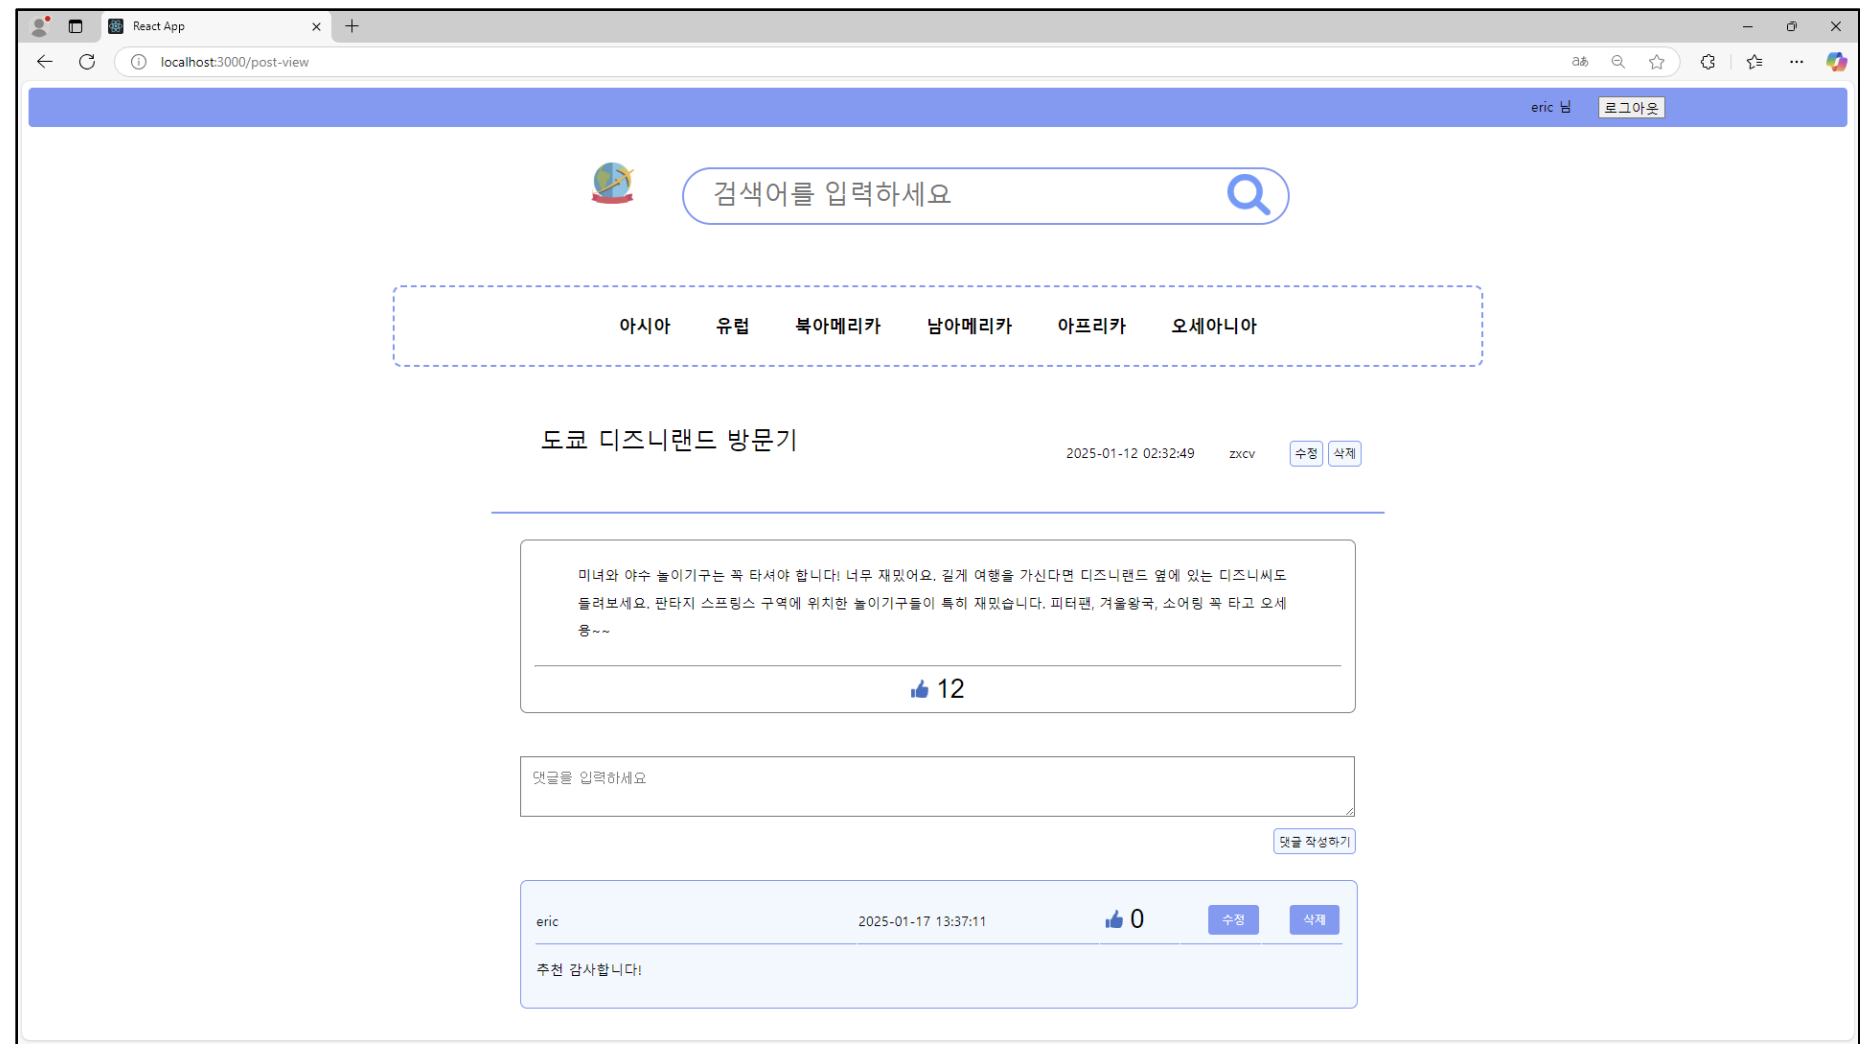 React App
localhost:3000/post-view
eric 님 로그아웃
검색어를 입력하세요
아시아 유럽 북아메리카 남아메리카 아프리카 오세아니아
도쿄 디즈니랜드 방문기
2025-01-12 02:32:49 zxcv 수정 삭제
미녀와 야수 놀이기구는 꼭 타셔야 합니다! 너무 재밌어요. 길게 여행을 가신다면 디즈니랜드 옆에 있는 디즈니씨도
들려보세요. 판타지 스프링스 구역에 위치한 놀이기구들이 특히 재밌습니다. 피터팬, 겨울왕국, 소어링 꼭 타고 오세
용~~
12
댓글을 입력하세요
댓글 작성하기
eric 2025-01-17 13:37:11 0 수정 삭제
추천 감사합니다!